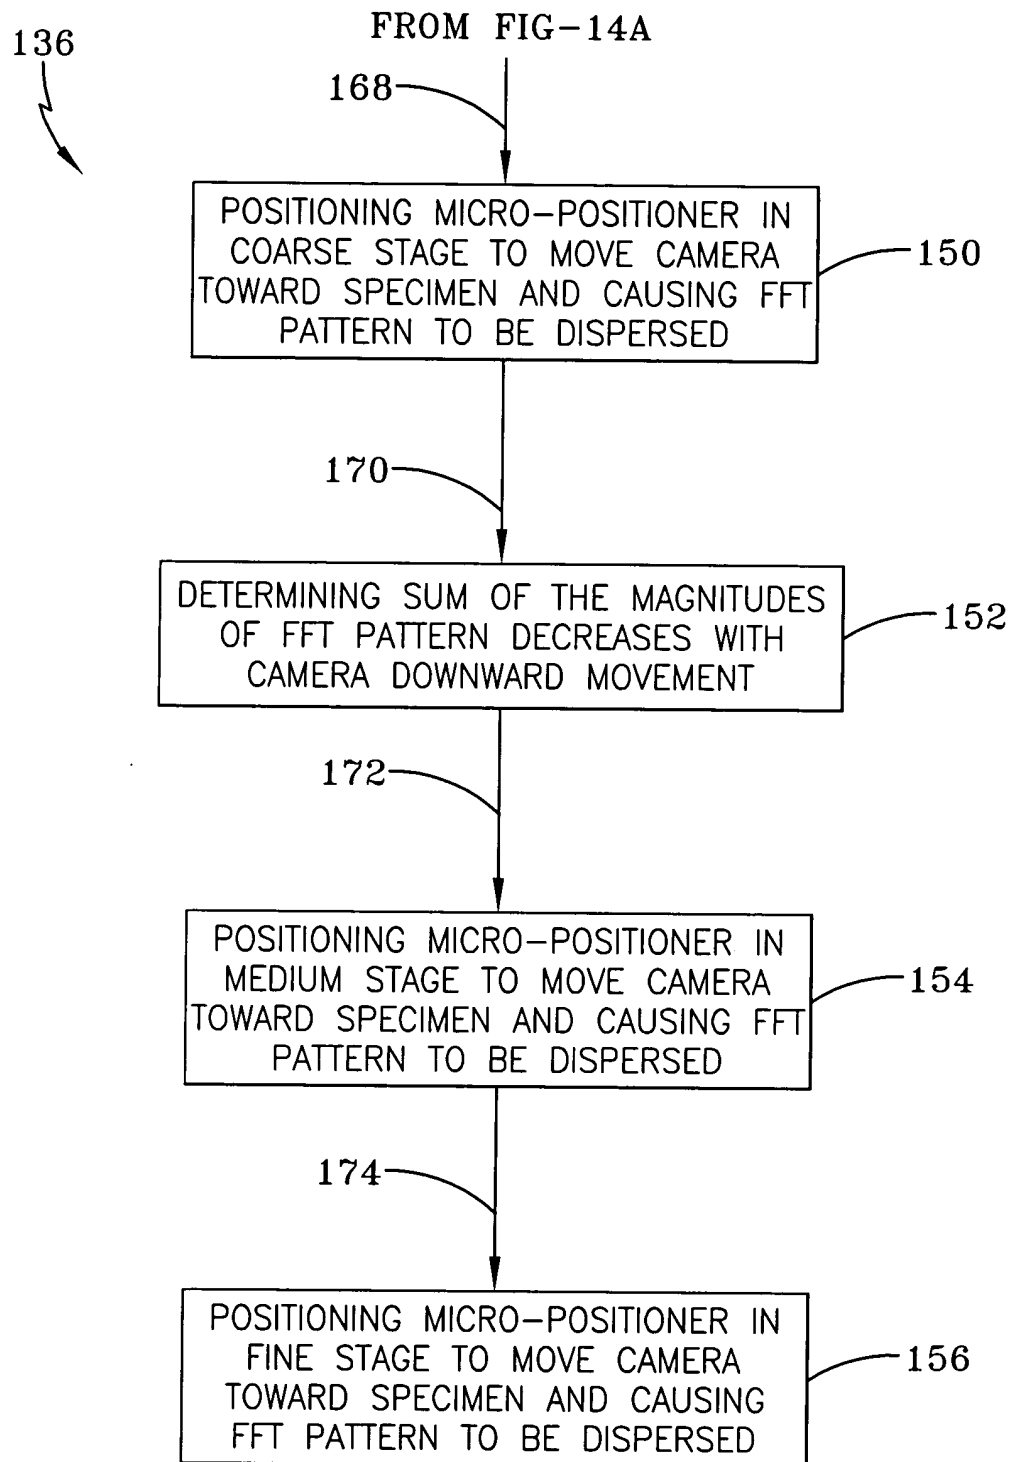 FROM FIG-14A
136
168
POSITIONING MICRO-POSITIONER IN
COARSE STAGE TO MOVE CAMERA
TOWARD SPECIMEN AND CAUSING FFT
PATTERN TO BE DISPERSED
150
170
DETERMINING SUM OF THE MAGNITUDES
OF FFT PATTERN DECREASES WITH
CAMERA DOWNWARD MOVEMENT
152
172
POSITIONING MICRO-POSITIONER IN
MEDIUM STAGE TO MOVE CAMERA
TOWARD SPECIMEN AND CAUSING FFT
PATTERN TO BE DISPERSED
154
174
POSITIONING MICRO-POSITIONER IN
FINE STAGE TO MOVE CAMERA
TOWARD SPECIMEN AND CAUSING
FFT PATTERN TO BE DISPERSED
156